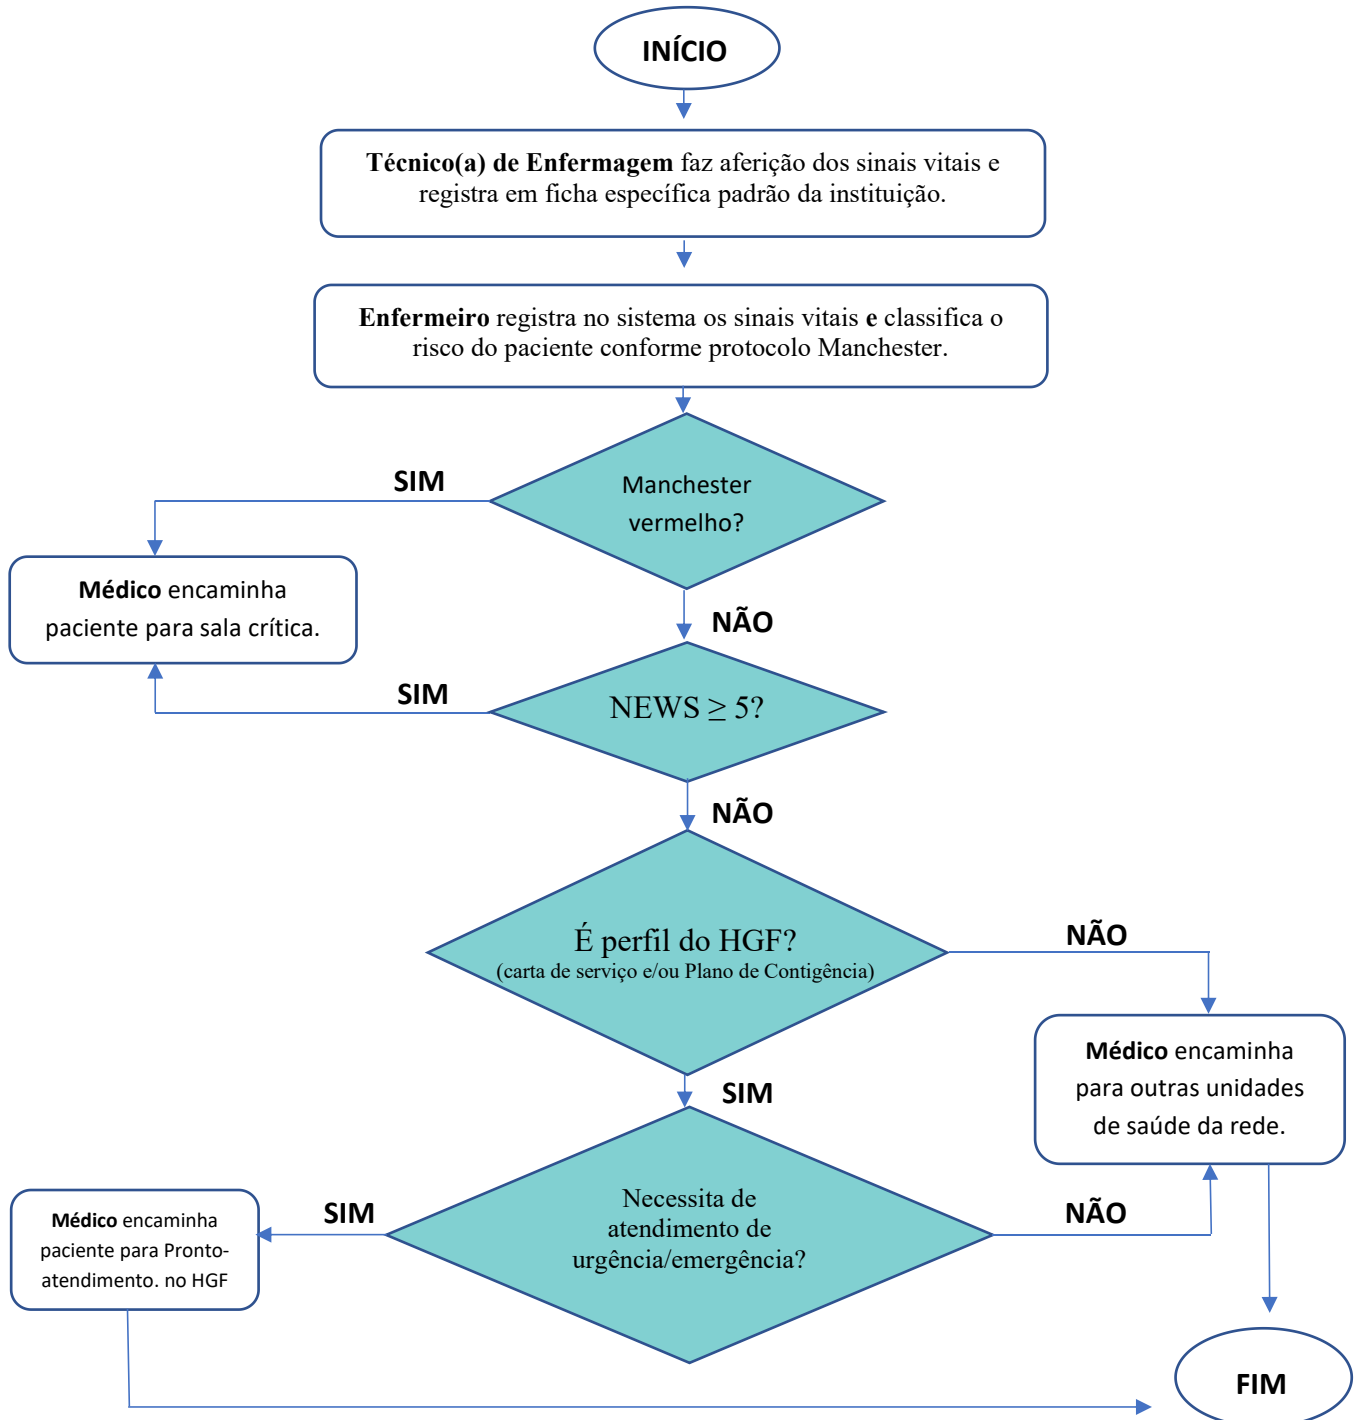 INÍCIO
Técnico(a) de Enfermagem faz aferição dos sinais vitais e
registra em ficha específica padrão da instituição.
Enfermeiro registra no sistema os sinais vitais e classifica o
risco do paciente conforme protocolo Manchester.
SIM
Manchester
vermelho?
Médico encaminha
paciente para sala crítica.
NÃO
SIM
NEWS ≥ 5?
NÃO
É perfil do HGF?
(carta de serviço e/ou Plano de Contigência)
NÃO
Médico encaminha
para outras unidades
de saúde da rede.
SIM
Necessita de
atendimento de
urgência/emergência?
SIM
NÃO
Médico encaminha
paciente para Pronto-
atendimento. no HGF
FIM